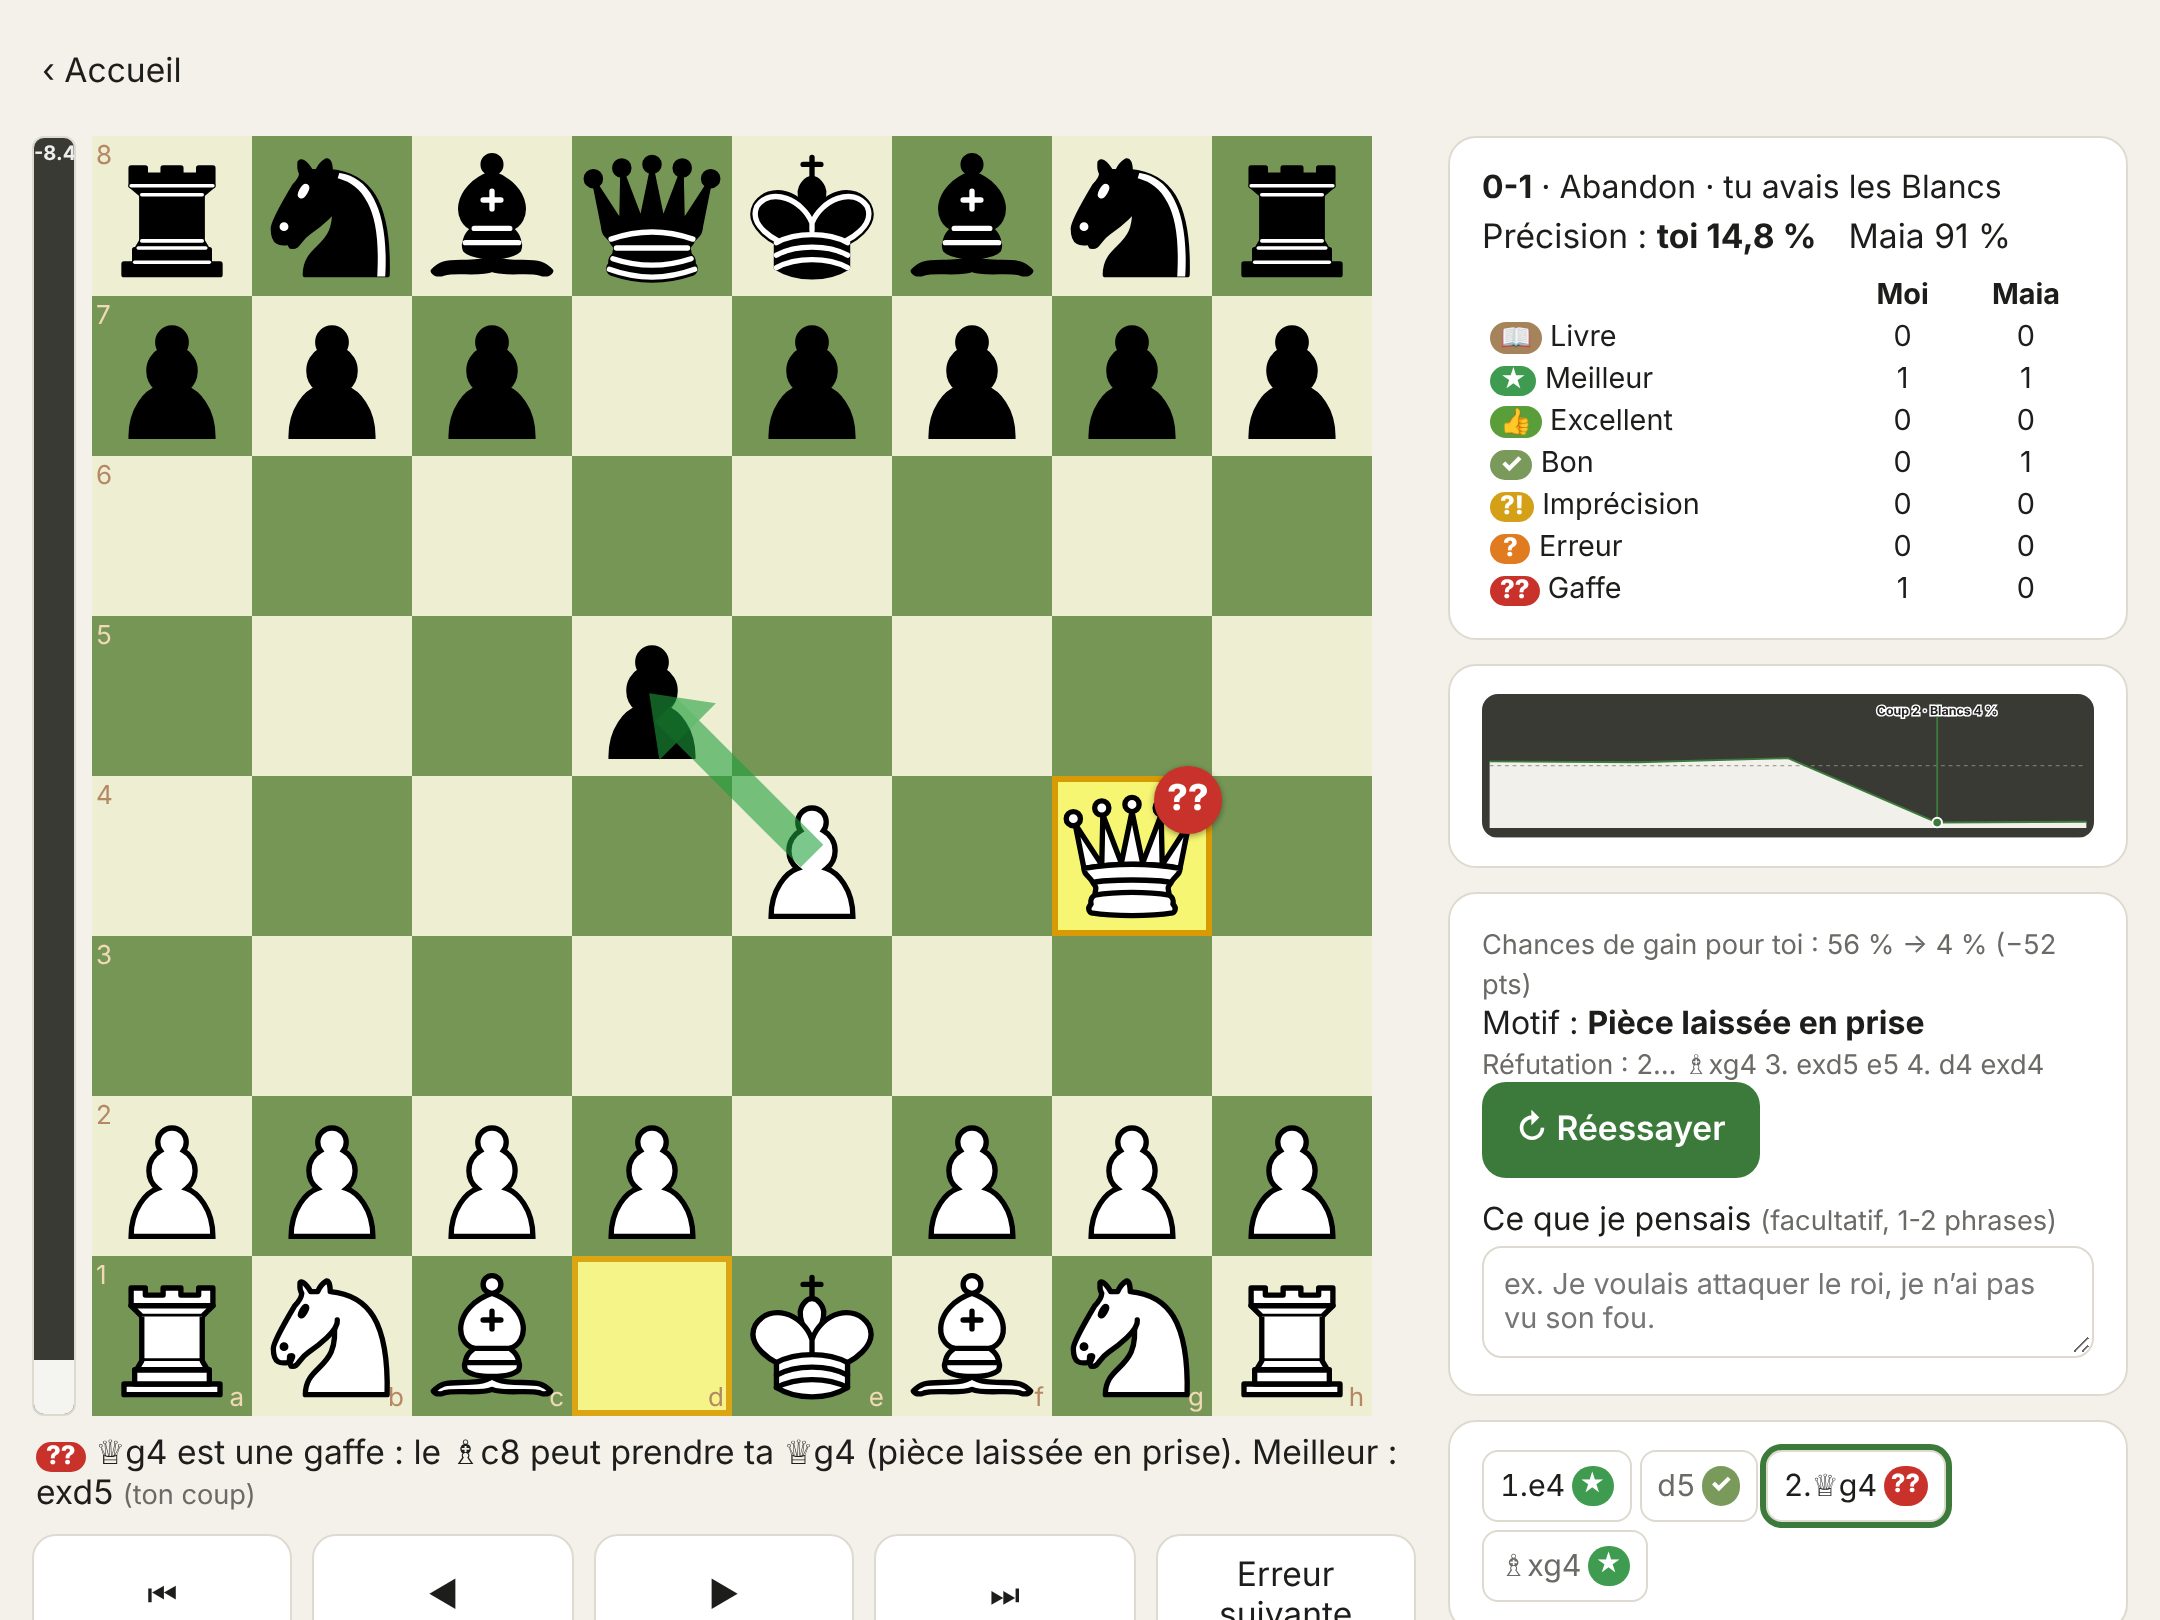 ‹ Accueil
-8.4
8
7
6
5
4
3
2
1
a
b
c
d
e
f
g
h
??
?? ♕g4 est une gaffe : le ♗c8 peut prendre ta ♕g4 (pièce laissée en prise). Meilleur :
exd5 (ton coup)
⏮
◀
▶
⏭
Erreur
suivante
0-1 · Abandon · tu avais les Blancs
Précision : toi 14,8 % Maia 91 %
Moi Maia
Livre 0 0
★ Meilleur 1 1
Excellent 0 0
Bon 0 1
?! Imprécision 0 0
? Erreur 0 0
?? Gaffe 1 0
Coup 2 · Blancs 4 %
Chances de gain pour toi : 56 % → 4 % (−52
pts)
Motif : Pièce laissée en prise
Réfutation : 2… ♗xg4 3. exd5 e5 4. d4 exd4
↻ Réessayer
Ce que je pensais (facultatif, 1-2 phrases)
ex. Je voulais attaquer le roi, je n’ai pas
vu son fou.
1.e4 ★ d5 ✓ 2.♕g4 ??
♗xg4 ★